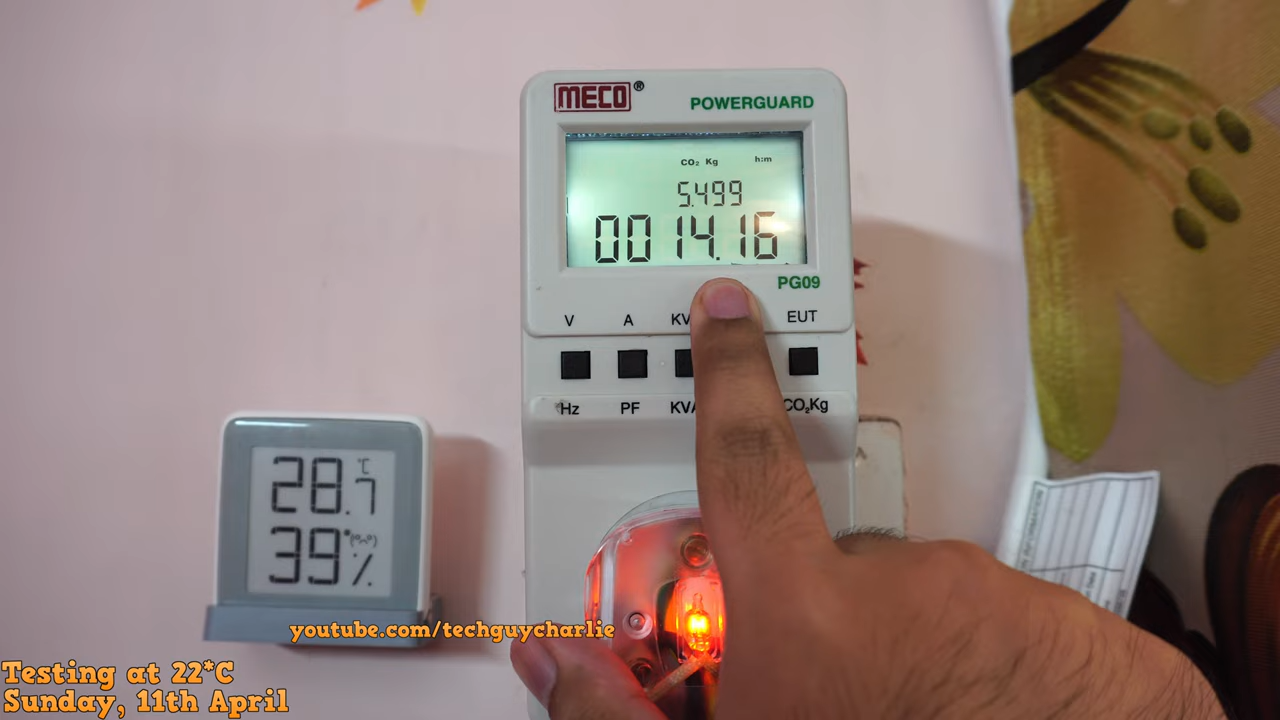 MECO®
POWERGUARD
CO₂ Kg h:m
5.499
0014.16
PG09
V A KV EUT
Hz PF KVA CO₂Kg
28.7 °C
39 %
youtube.com/techguycharlie
Testing at 22*C
Sunday, 11th April